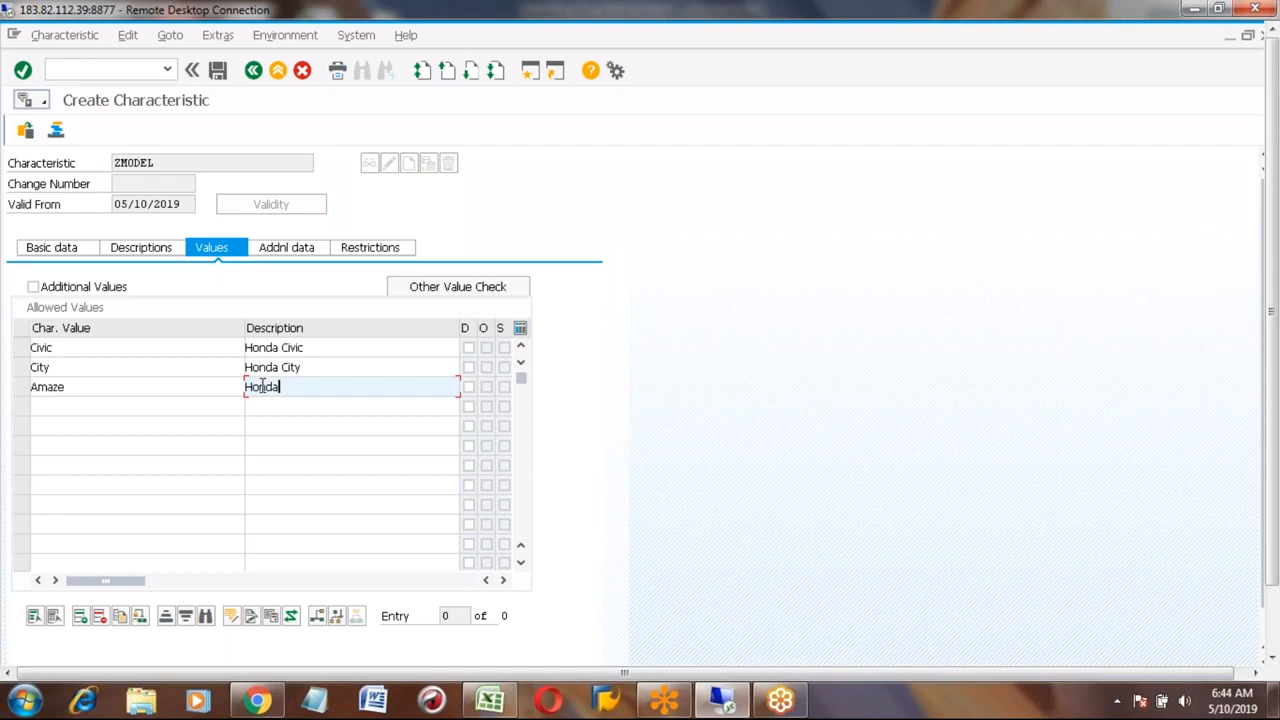 183.82.112.39:8877 - Remote Desktop Connection
Characteristic Edit Goto Extras Environment System Help
Create Characteristic
Characteristic ZMODEL
Change Number
Valid From 05/10/2019 Validity
Basic data Descriptions Values Addnl data Restrictions
Additional Values Other Value Check
Allowed Values
Char. Value Description D O S
Civic Honda Civic
City Honda City
Amaze Honda
Entry 0 of 0
6:44 AM
5/10/2019